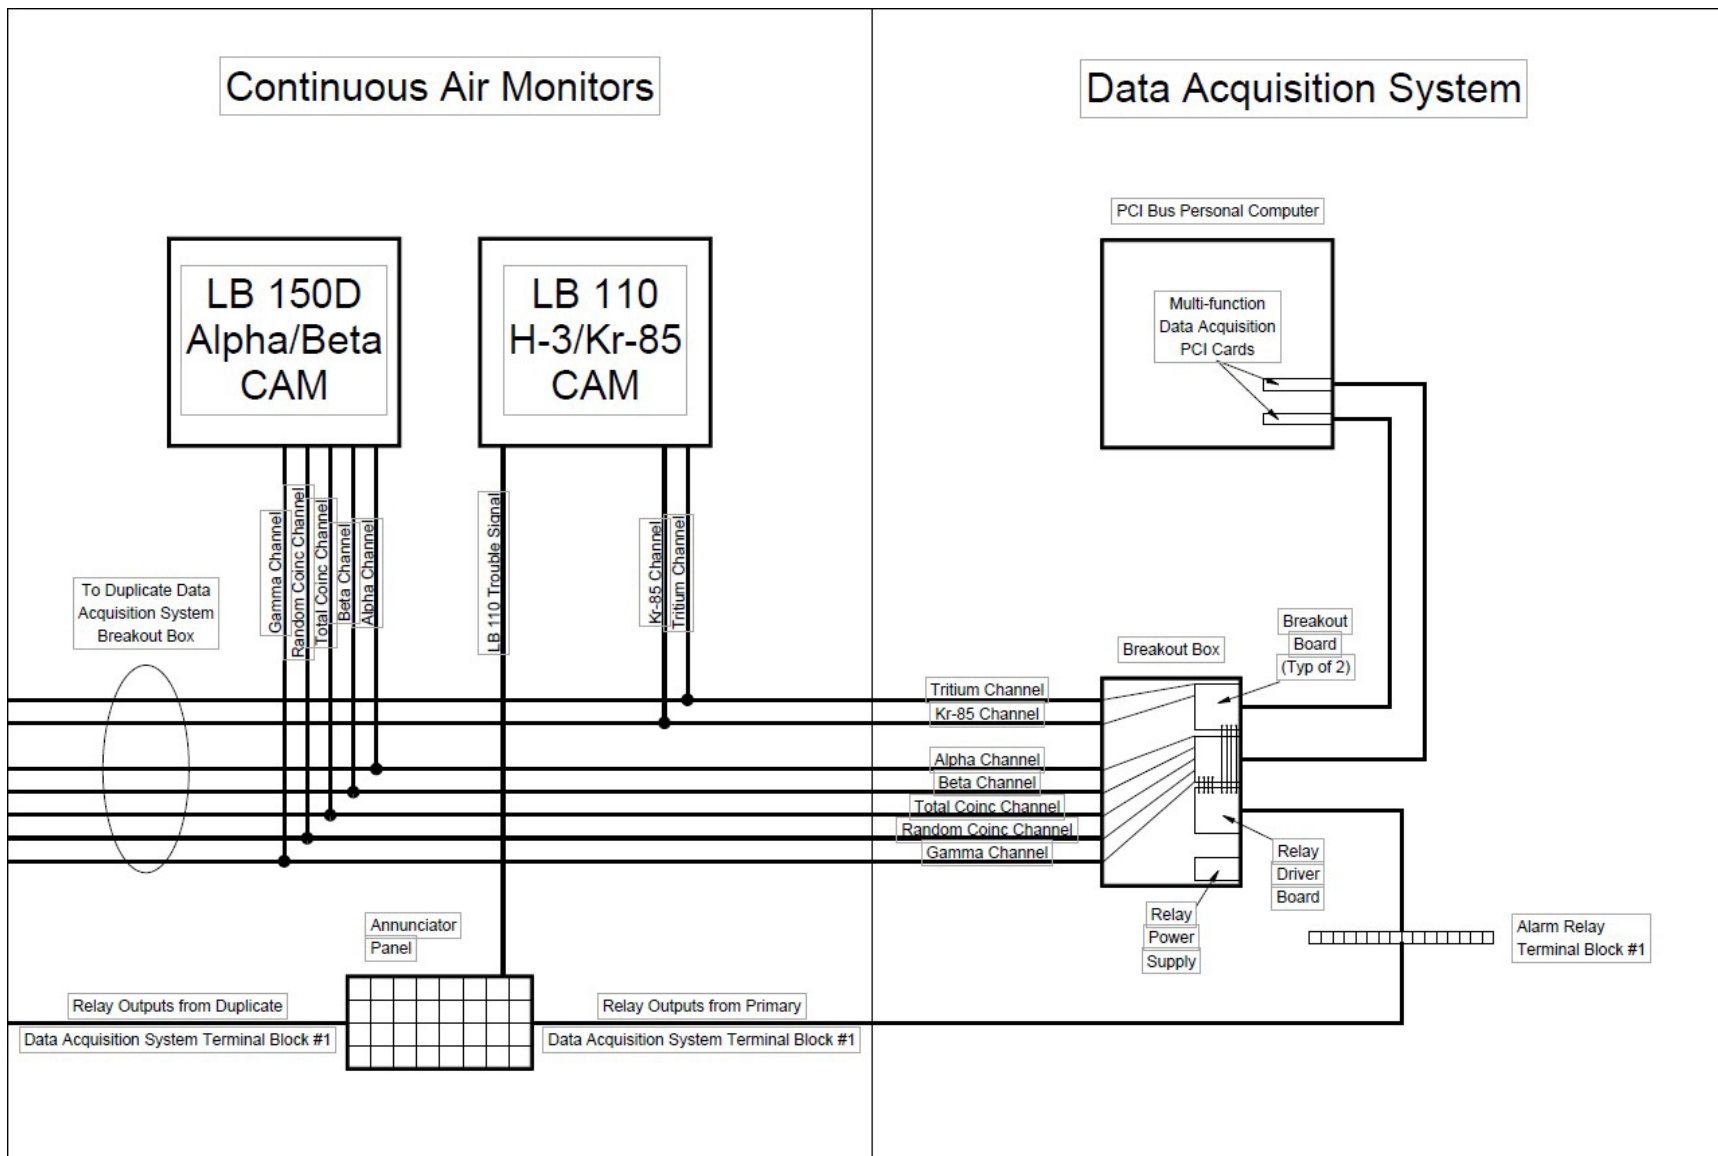 Continuous Air Monitors
Data Acquisition System
PCI Bus Personal Computer
LB 150D
Alpha/Beta
CAM
LB 110
H-3/Kr-85
CAM
Multi-function
Data Acquisition
PCI Cards
Gamma Channel
Random Coinc Channel
Total Coinc Channel
Beta Channel
Alpha Channel
LB 110 Trouble Signal
Kr-85 Channel
Tritium Channel
To Duplicate Data
Acquisition System
Breakout Box
Breakout Box
Breakout
Board
(Typ of 2)
Tritium Channel
Kr-85 Channel
Alpha Channel
Beta Channel
Total Coinc Channel
Random Coinc Channel
Gamma Channel
Relay
Driver
Board
Relay
Power
Supply
Alarm Relay
Terminal Block #1
Annunciator
Panel
Relay Outputs from Duplicate
Data Acquisition System Terminal Block #1
Relay Outputs from Primary
Data Acquisition System Terminal Block #1